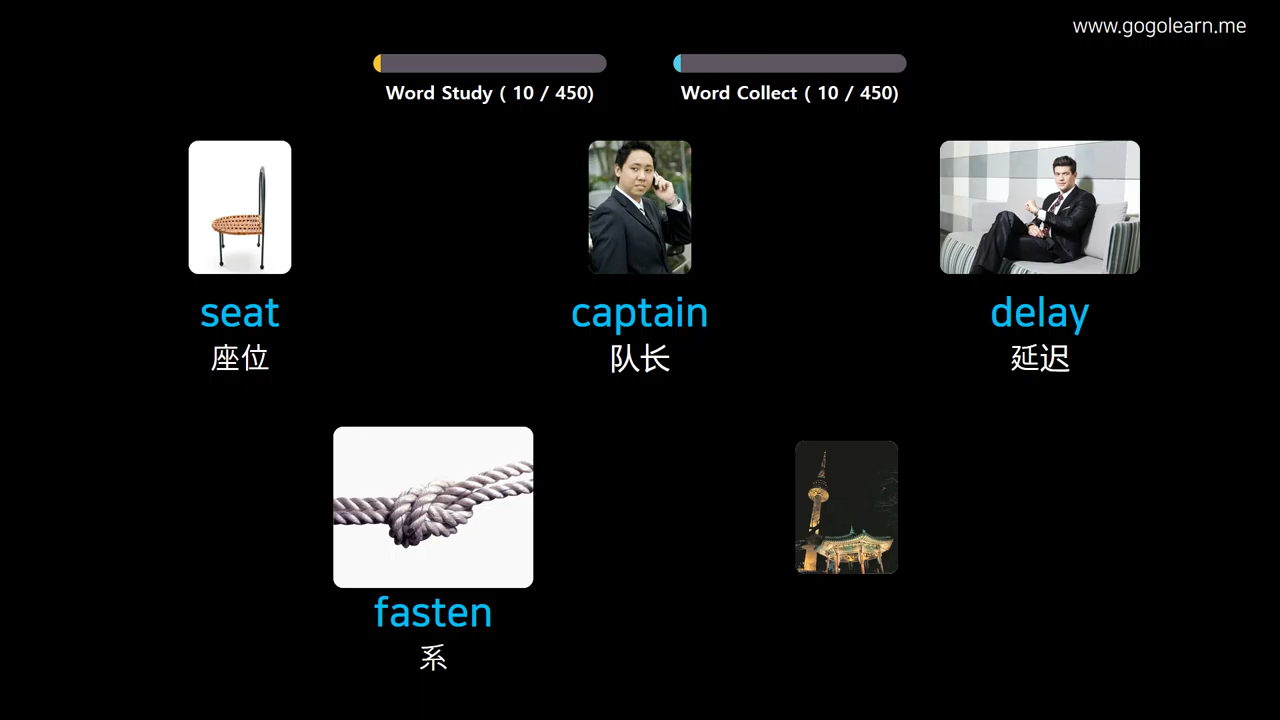 www.gogolearn.me
Word Study ( 10 / 450)
Word Collect ( 10 / 450)
seat
座位
captain
队长
delay
延迟
fasten
系